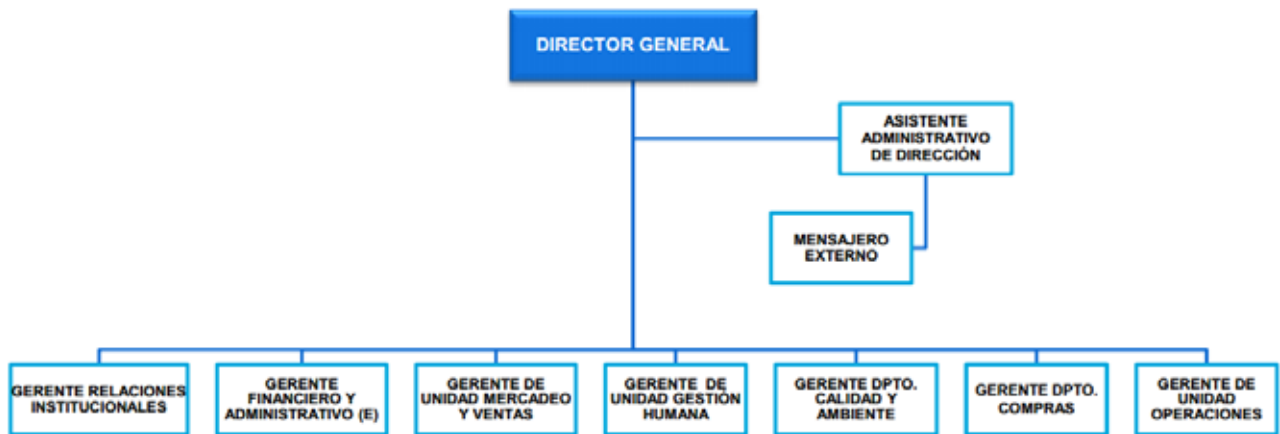 DIRECTOR GENERAL
ASISTENTE
ADMINISTRATIVO
DE DIRECCIÓN
MENSAJERO
EXTERNO
GERENTE RELACIONES
INSTITUCIONALES
GERENTE
FINANCIERO Y
ADMINISTRATIVO (E)
GERENTE DE
UNIDAD MERCADEO
Y VENTAS
GERENTE DE
UNIDAD GESTIÓN
HUMANA
GERENTE DPTO.
CALIDAD Y
AMBIENTE
GERENTE DPTO.
COMPRAS
GERENTE DE
UNIDAD
OPERACIONES